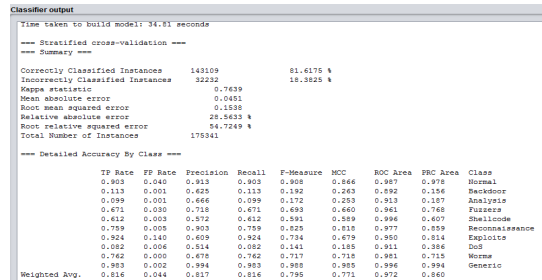 Classifier output
Time taken to build model: 34.81 seconds
=== Stratified cross-validation ===
=== Summary ===
Correctly Classified Instances 143109 81.6175 %
Incorrectly Classified Instances 32232 18.3825 %
Kappa statistic 0.7639
Mean absolute error 0.0451
Root mean squared error 0.1538
Relative absolute error 28.5633 %
Root relative squared error 54.7249 %
Total Number of Instances 175341
=== Detailed Accuracy By Class ===
TP Rate FP Rate Precision Recall F-Measure MCC ROC Area PRC Area Class
0.903 0.040 0.913 0.903 0.908 0.866 0.987 0.978 Normal
0.113 0.001 0.625 0.113 0.192 0.263 0.892 0.156 Backdoor
0.099 0.001 0.666 0.099 0.172 0.253 0.913 0.187 Analysis
0.671 0.030 0.718 0.671 0.693 0.660 0.961 0.768 Fuzzers
0.612 0.003 0.572 0.612 0.591 0.589 0.996 0.607 Shellcode
0.759 0.005 0.903 0.759 0.825 0.818 0.977 0.859 Reconnaissance
0.924 0.140 0.609 0.924 0.734 0.679 0.950 0.814 Exploits
0.082 0.006 0.514 0.082 0.141 0.185 0.911 0.386 DoS
0.762 0.000 0.678 0.762 0.717 0.718 0.981 0.715 Worms
0.983 0.002 0.994 0.983 0.988 0.985 0.996 0.994 Generic
Weighted Avg. 0.816 0.044 0.817 0.816 0.795 0.771 0.972 0.860